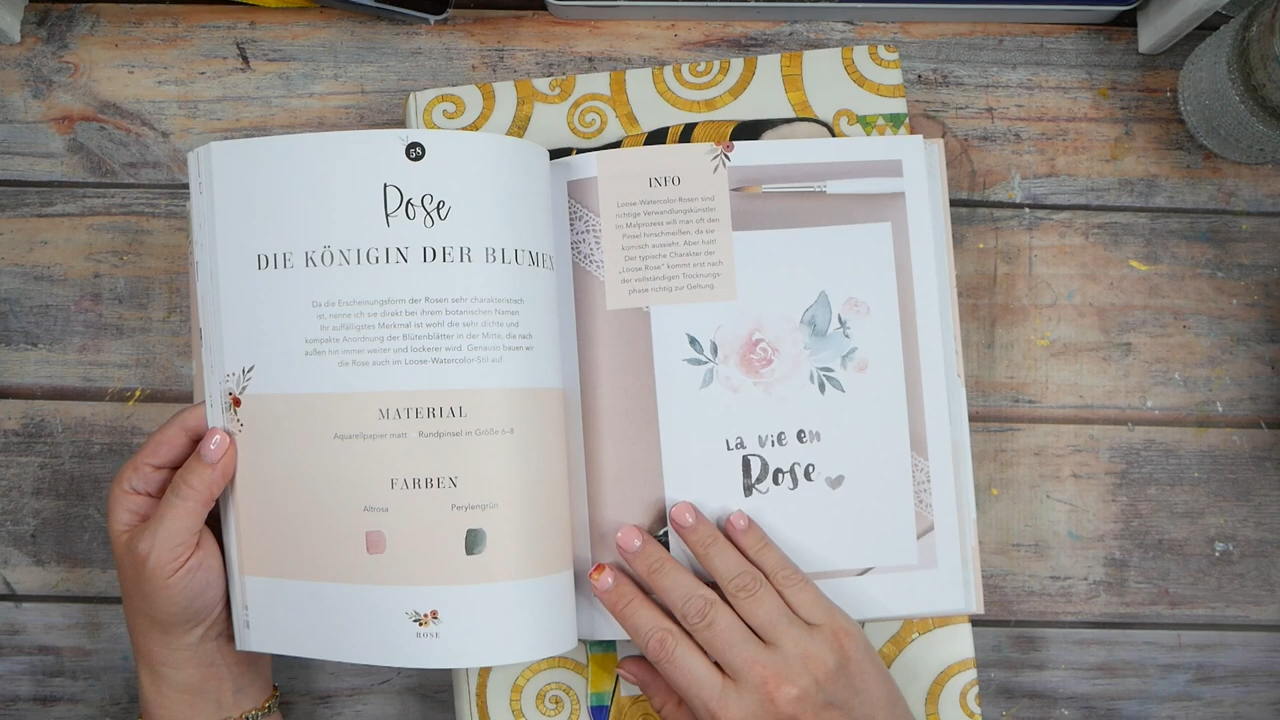 58
Rose
DIE KÖNIGIN DER BLUMEN
Da die Erscheinungsform der Rosen sehr charakteristisch
ist, nenne ich sie direkt bei ihrem botanischen Namen.
Ihr auffälligstes Merkmal ist wohl die sehr dichte und
kompakte Anordnung der Blütenblätter in der Mitte, die nach
außen hin immer weiter und lockerer wird. Genauso bauen wir
die Rose auch im Loose-Watercolor-Stil auf.
MATERIAL
Aquarellpapier matt Rundpinsel in Größe 6–8
FARBEN
Altrosa Perylengrün
ROSE
INFO
Loose-Watercolor-Rosen sind
richtige Verwandlungskünstler.
Im Malprozess will man oft den
Pinsel hinschmeißen, da sie
komisch aussieht. Aber halt!
Der typische Charakter der
„Loose Rose“ kommt erst nach
der vollständigen Trocknungs-
phase richtig zur Geltung.
La vie en
Rose